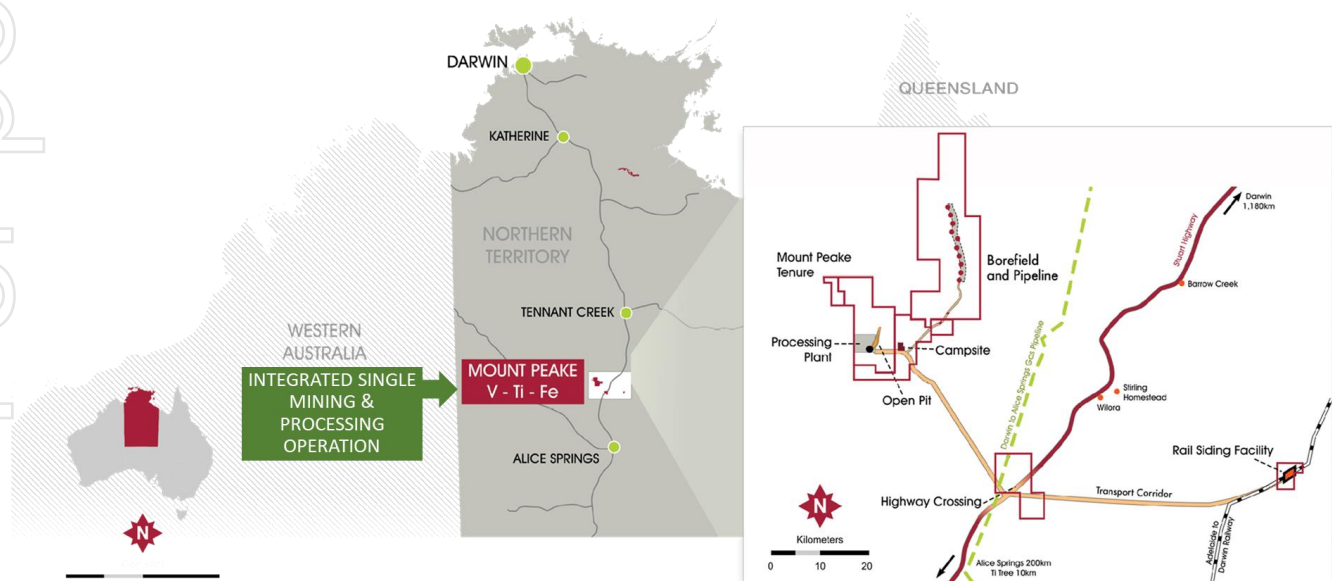 DARWIN
KATHERINE
NORTHERN
TERRITORY
TENNANT CREEK
WESTERN
AUSTRALIA
INTEGRATED SINGLE
MINING &
PROCESSING
OPERATION
MOUNT PEAKE
V - Ti - Fe
ALICE SPRINGS
N
QUEENSLAND
Darwin
1,180km
Stuart Highway
Mount Peake
Tenure
Borefield
and Pipeline
Barrow Creek
Processing
Plant
Campsite
Open Pit
Darwin to Alice Springs Gas Pipeline
Stirling
Homestead
Wilora
Rail Siding Facility
Highway Crossing
Transport Corridor
N
Kilometers
0 10 20
Adelaide to
Darwin Railway
Alice Springs 200km
Ti Tree 10km